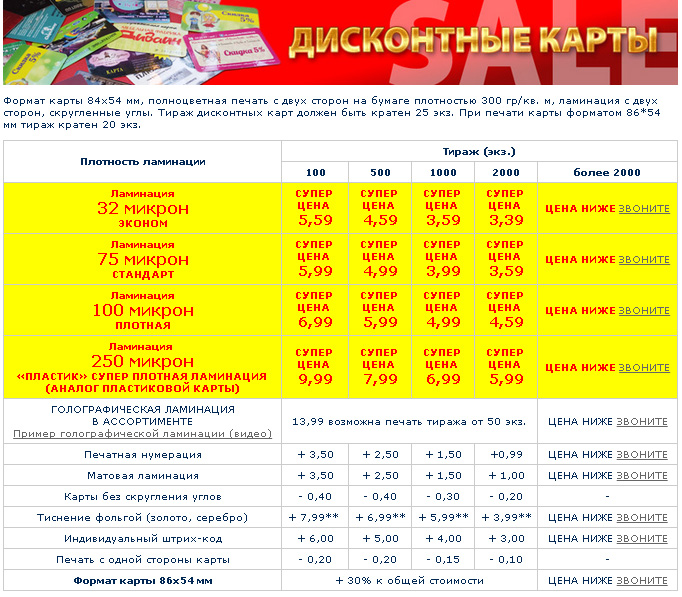 SALE
ДИСКОНТНЫЕ КАРТЫ
Скидка 5%
Формат карты 84х54 мм, полноцветная печать с двух сторон на бумаге плотностью 300 гр/кв. м, ламинация с двух
сторон, скругленные углы. Тираж дисконтных карт должен быть кратен 25 экз. При печати карты форматом 86*54
мм тираж кратен 20 экз.
Плотность ламинации
Тираж (экз.)
100 500 1000 2000 более 2000
Ламинация
32 микрон
ЭКОНОМ
СУПЕР ЦЕНА 5,59
СУПЕР ЦЕНА 4,59
СУПЕР ЦЕНА 3,59
СУПЕР ЦЕНА 3,39
ЦЕНА НИЖЕ ЗВОНИТЕ
Ламинация
75 микрон
СТАНДАРТ
СУПЕР ЦЕНА 5,99
СУПЕР ЦЕНА 4,99
СУПЕР ЦЕНА 3,99
СУПЕР ЦЕНА 3,59
ЦЕНА НИЖЕ ЗВОНИТЕ
Ламинация
100 микрон
ПЛОТНАЯ
СУПЕР ЦЕНА 6,99
СУПЕР ЦЕНА 5,99
СУПЕР ЦЕНА 4,99
СУПЕР ЦЕНА 4,59
ЦЕНА НИЖЕ ЗВОНИТЕ
Ламинация
250 микрон
«ПЛАСТИК» СУПЕР ПЛОТНАЯ ЛАМИНАЦИЯ
(АНАЛОГ ПЛАСТИКОВОЙ КАРТЫ)
СУПЕР ЦЕНА 9,99
СУПЕР ЦЕНА 7,99
СУПЕР ЦЕНА 6,99
СУПЕР ЦЕНА 5,99
ЦЕНА НИЖЕ ЗВОНИТЕ
ГОЛОГРАФИЧЕСКАЯ ЛАМИНАЦИЯ
В АССОРТИМЕНТЕ
Пример голографической ламинации (видео)
13,99 возможна печать тиража от 50 экз.
ЦЕНА НИЖЕ ЗВОНИТЕ
Печатная нумерация + 3,50 + 2,50 + 1,50 +0,99 ЦЕНА НИЖЕ ЗВОНИТЕ
Матовая ламинация + 3,50 + 2,50 + 1,50 + 1,00 ЦЕНА НИЖЕ ЗВОНИТЕ
Карты без скругления углов - 0,40 - 0,40 - 0,30 - 0,20 -
Тиснение фольгой (золото, серебро) + 7,99** + 6,99** + 5,99** + 3,99** ЦЕНА НИЖЕ ЗВОНИТЕ
Индивидуальный штрих-код + 6,00 + 5,00 + 4,00 + 3,00 ЦЕНА НИЖЕ ЗВОНИТЕ
Печать с одной стороны карты - 0,20 - 0,20 - 0,15 - 0,10 -
Формат карты 86х54 мм + 30% к общей стоимости ЦЕНА НИЖЕ ЗВОНИТЕ